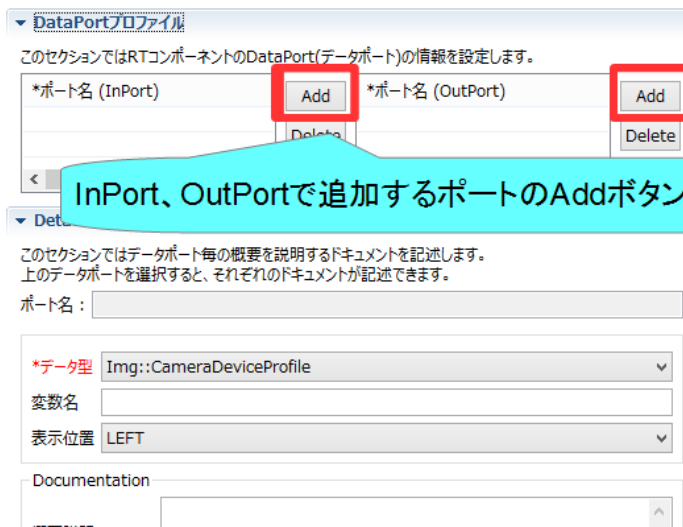 DataPortプロファイル
このセクションではRTコンポーネントのDataPort(データポート)の情報を設定します。
*ポート名 (InPort)
Add
*ポート名 (OutPort)
Add
Delete
Delete
InPort、OutPortで追加するポートのAddボタン
このセクションではデータポート毎の概要を説明するドキュメントを記述します。
上のデータポートを選択すると、それぞれのドキュメントが記述できます。
ポート名：
*データ型 Img::CameraDeviceProfile
変数名
表示位置 LEFT
Documentation